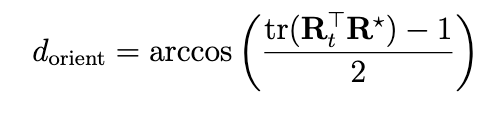 d_orient = arccos ( (tr(𝐑_t^⊤ 𝐑^⋆) − 1) / 2 )